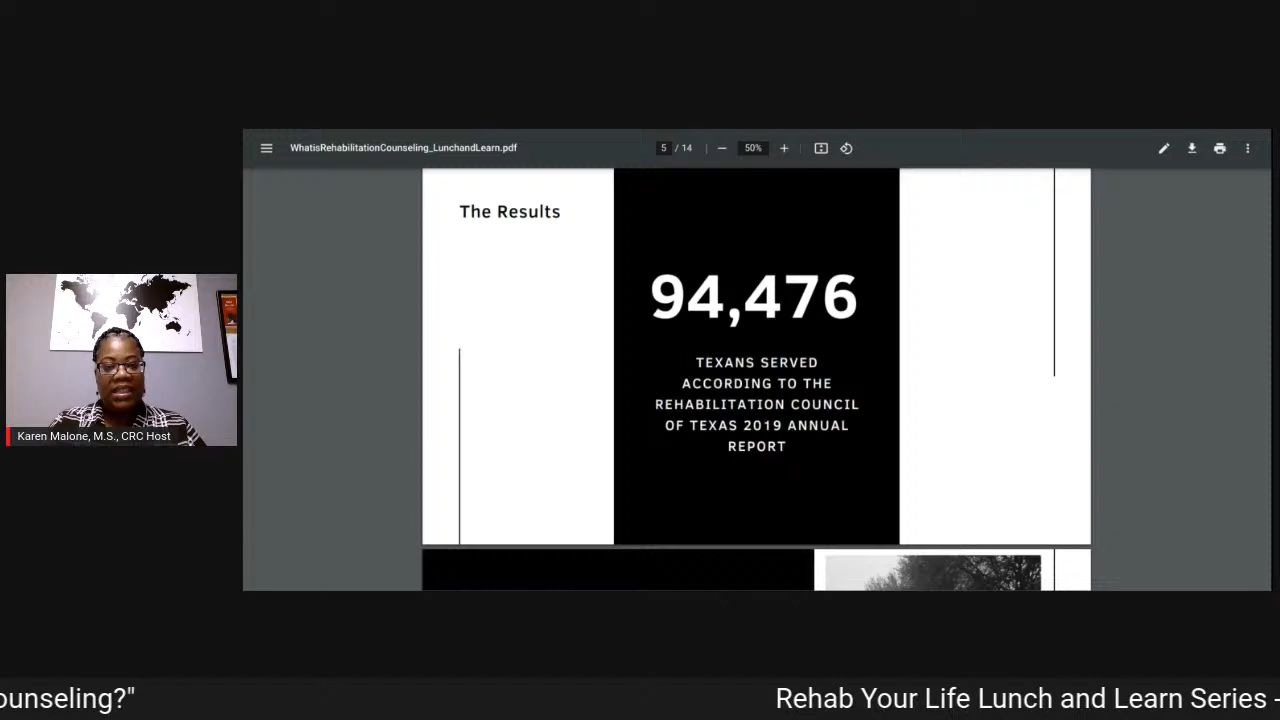 WhatisRehabilitationCounseling_LunchandLearn.pdf
5 / 14
50%
The Results
94,476
TEXANS SERVED
ACCORDING TO THE
REHABILITATION COUNCIL
OF TEXAS 2019 ANNUAL
REPORT
Karen Malone, M.S., CRC Host
ounseling?"
Rehab Your Life Lunch and Learn Series -